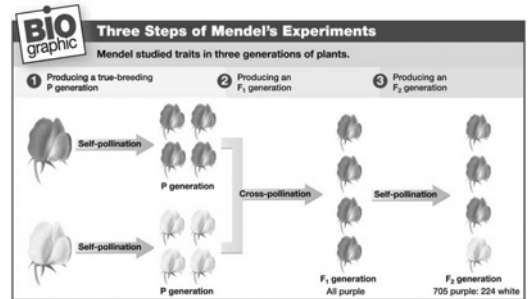 BIO
graphic
Three Steps of Mendel's Experiments
Mendel studied traits in three generations of plants.
1 Producing a true-breeding
P generation
2 Producing an
F₁ generation
3 Producing an
F₂ generation
Self-pollination
P generation
Cross-pollination
Self-pollination
Self-pollination
P generation
F₁ generation
All purple
F₂ generation
705 purple: 224 white